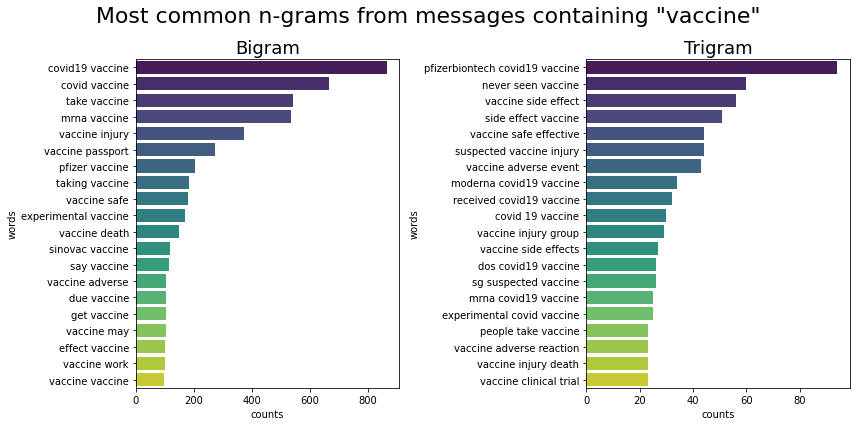 Most common n-grams from messages containing "vaccine"
Bigram
words
covid19 vaccine
covid vaccine
take vaccine
mrna vaccine
vaccine injury
vaccine passport
pfizer vaccine
taking vaccine
vaccine safe
experimental vaccine
vaccine death
sinovac vaccine
say vaccine
vaccine adverse
due vaccine
get vaccine
vaccine may
effect vaccine
vaccine work
vaccine vaccine
0 200 400 600 800
counts
Trigram
words
pfizerbiontech covid19 vaccine
never seen vaccine
vaccine side effect
side effect vaccine
vaccine safe effective
suspected vaccine injury
vaccine adverse event
moderna covid19 vaccine
received covid19 vaccine
covid 19 vaccine
vaccine injury group
vaccine side effects
dos covid19 vaccine
sg suspected vaccine
mrna covid19 vaccine
experimental covid vaccine
people take vaccine
vaccine adverse reaction
vaccine injury death
vaccine clinical trial
0 20 40 60 80
counts